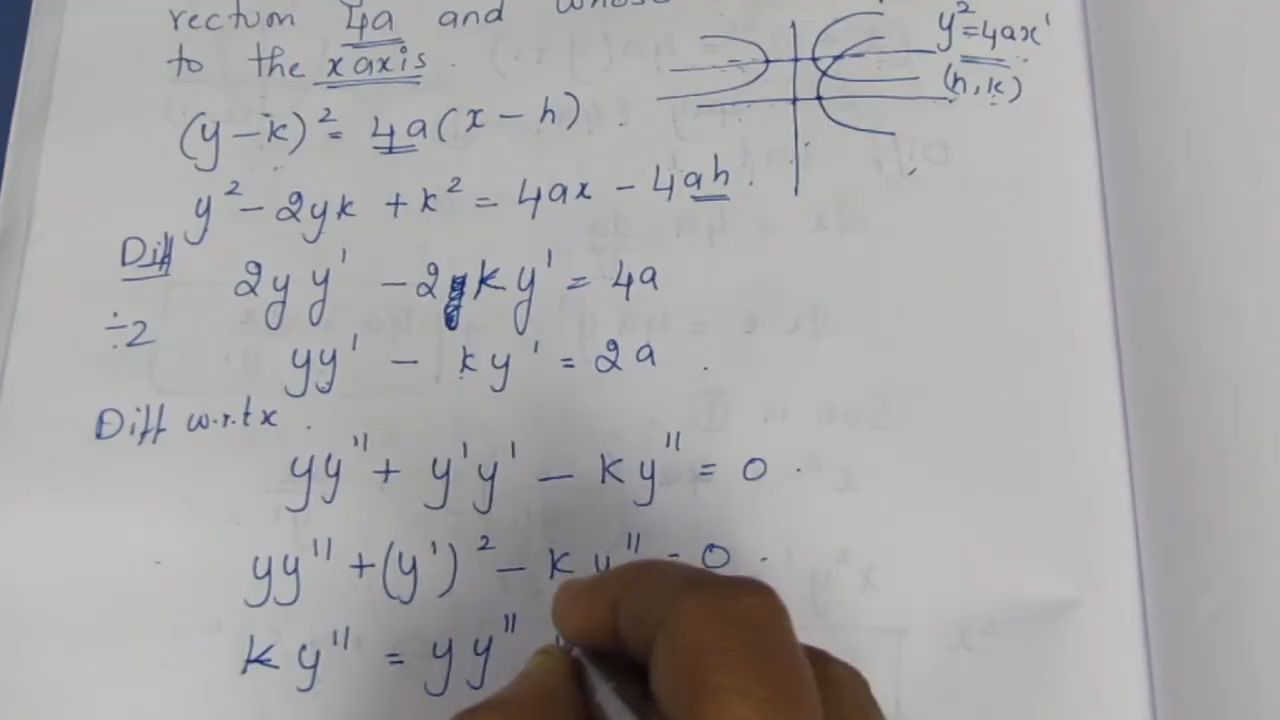 rectum 4a and whose
to the x axis.
y²=4ax'
(h, k)
(y-k)² = 4a(x-h).
y² - 2yk + k² = 4ax - 4ah.
Diff
2yy' - 2ky' = 4a
÷2
yy' - ky' = 2a.
Diff w.r.t x.
yy'' + y'y' - ky'' = 0.
yy'' + (y')² - ky'' = 0.
ky'' = yy''